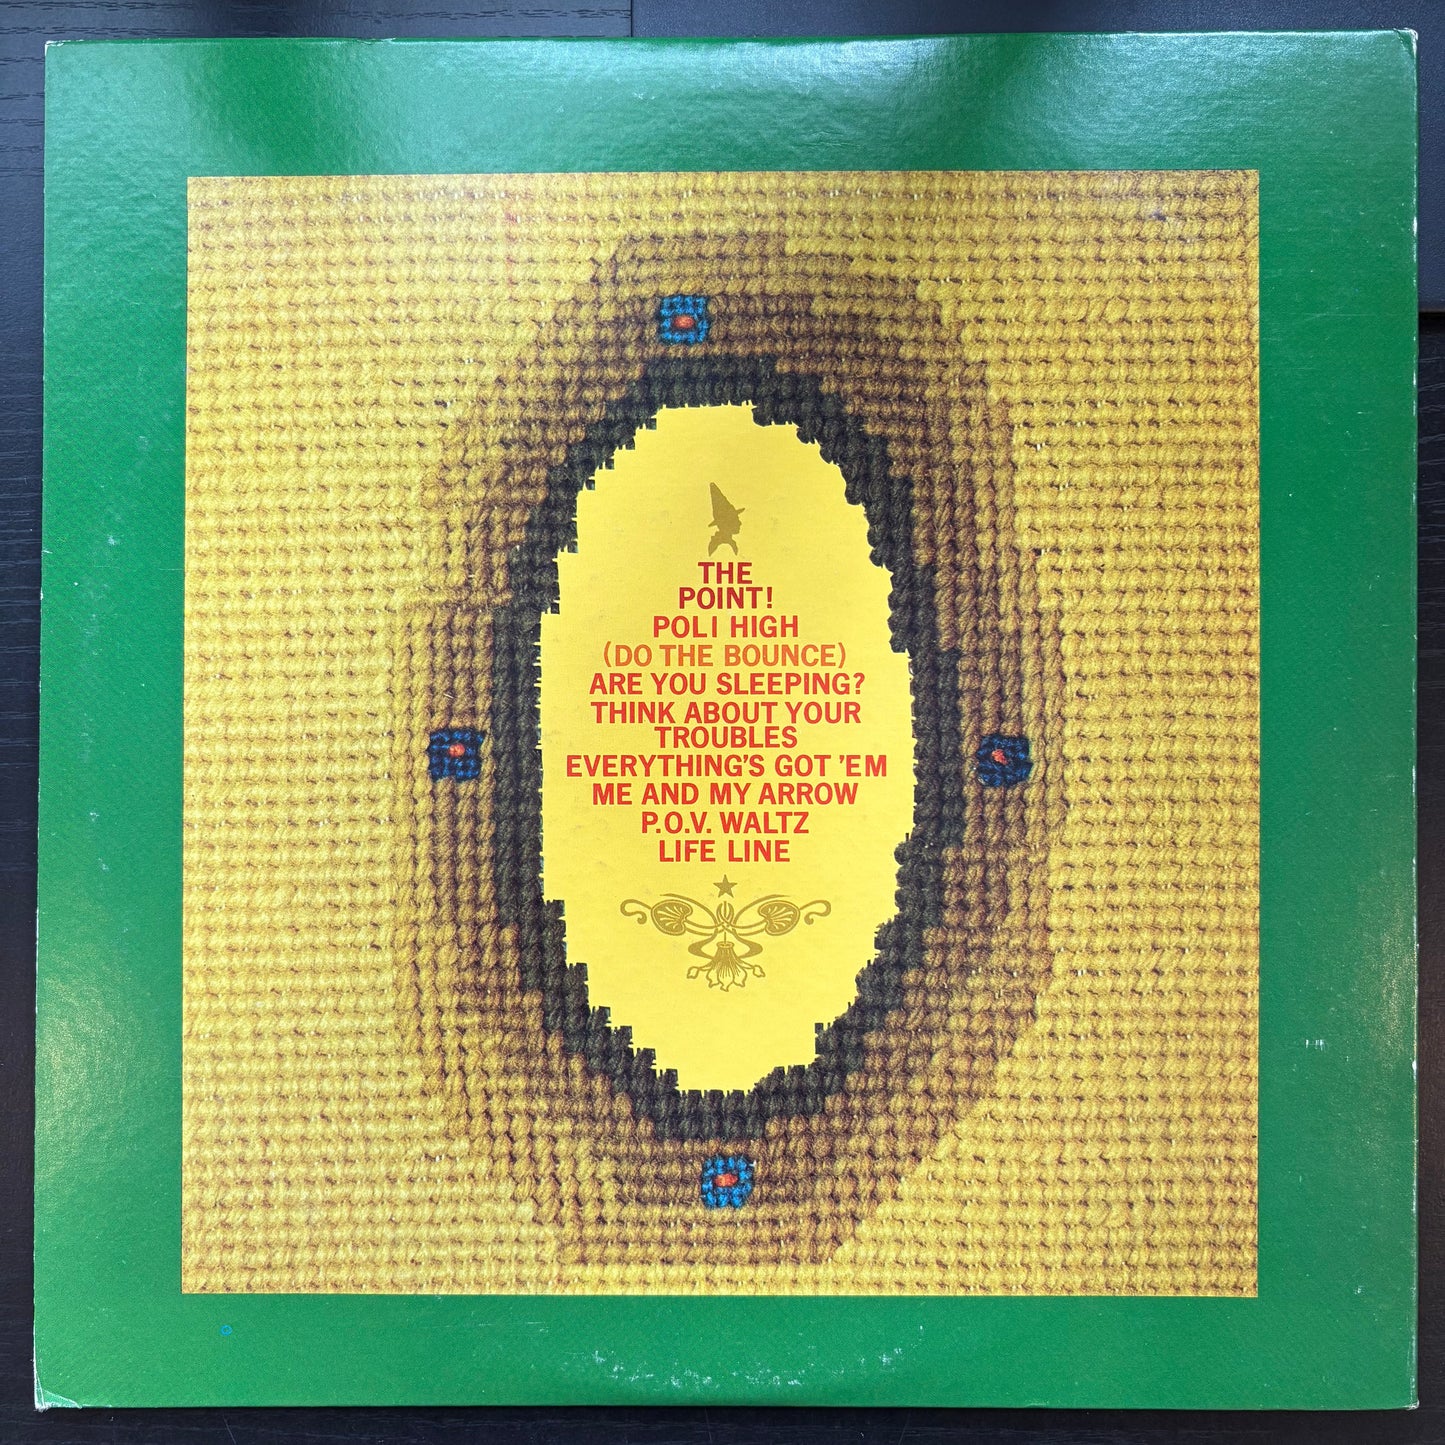 THE
POINT!
POLI HIGH
(DO THE BOUNCE)
ARE YOU SLEEPING?
THINK ABOUT YOUR
TROUBLES
EVERYTHING'S GOT 'EM
ME AND MY ARROW
P.O.V. WALTZ
LIFE LINE